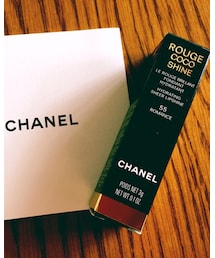 CHANEL
ROUGE
COCO
SHINE
LE ROUGE BRILLANT
FONDANT
HYDRATANT
HYDRATING
SHEER LIPSHINE
55
ROMANCE
CHANEL
POIDS NET 3g
NET WT. 0.1 OZ.